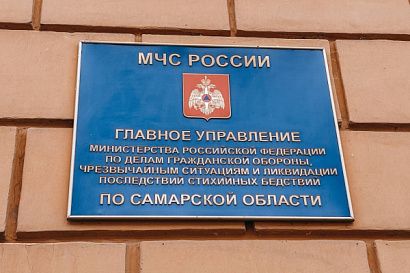 МЧС РОССИИ
ГЛАВНОЕ УПРАВЛЕНИЕ
МИНИСТЕРСТВА РОССИЙСКОЙ ФЕДЕРАЦИИ
ПО ДЕЛАМ ГРАЖДАНСКОЙ ОБОРОНЫ,
ЧРЕЗВЫЧАЙНЫМ СИТУАЦИЯМ И ЛИКВИДАЦИИ
ПОСЛЕДСТВИЙ СТИХИЙНЫХ БЕДСТВИЙ
ПО САМАРСКОЙ ОБЛАСТИ